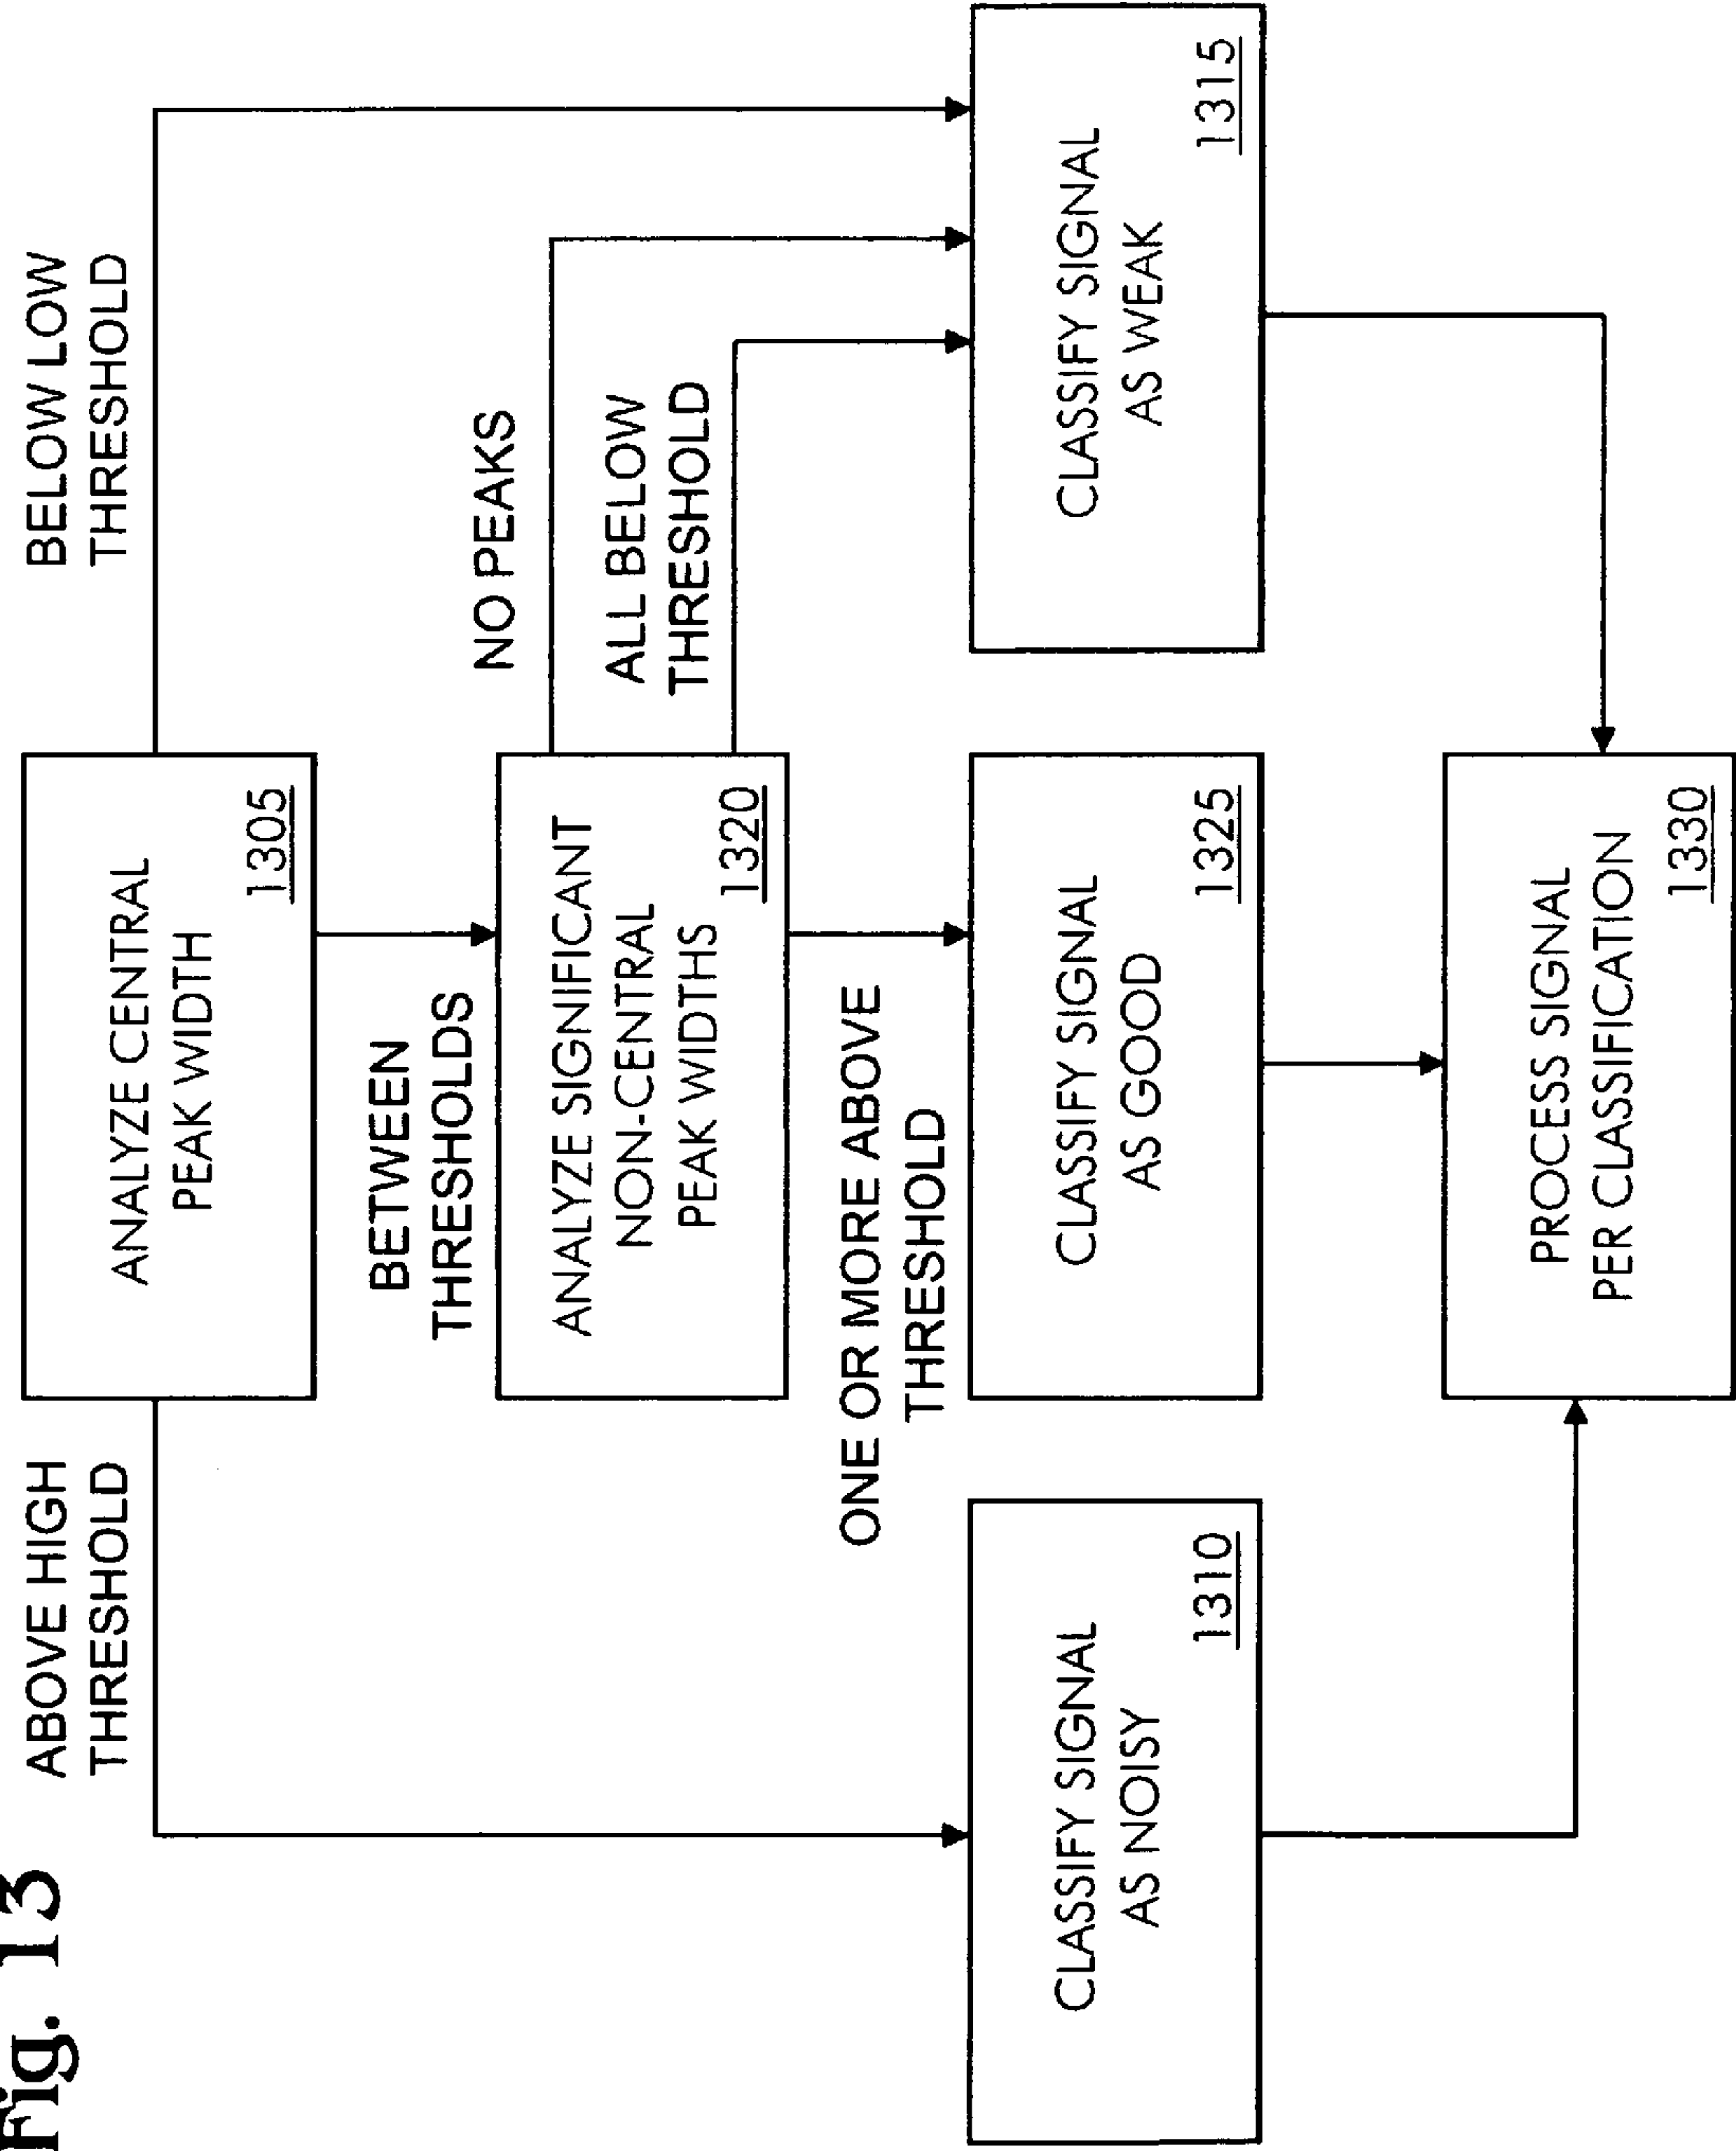 Fig. 13
ABOVE HIGH
THRESHOLD
ANALYZE CENTRAL
PEAK WIDTH
1305
BELOW LOW
THRESHOLD
BETWEEN
THRESHOLDS
NO PEAKS
ANALYZE SIGNIFICANT
NON-CENTRAL
PEAK WIDTHS
1320
ALL BELOW
THRESHOLD
ONE OR MORE ABOVE
THRESHOLD
CLASSIFY SIGNAL
AS NOISY
1310
CLASSIFY SIGNAL
AS GOOD
1325
CLASSIFY SIGNAL
AS WEAK
1315
PROCESS SIGNAL
PER CLASSIFICATION
1330